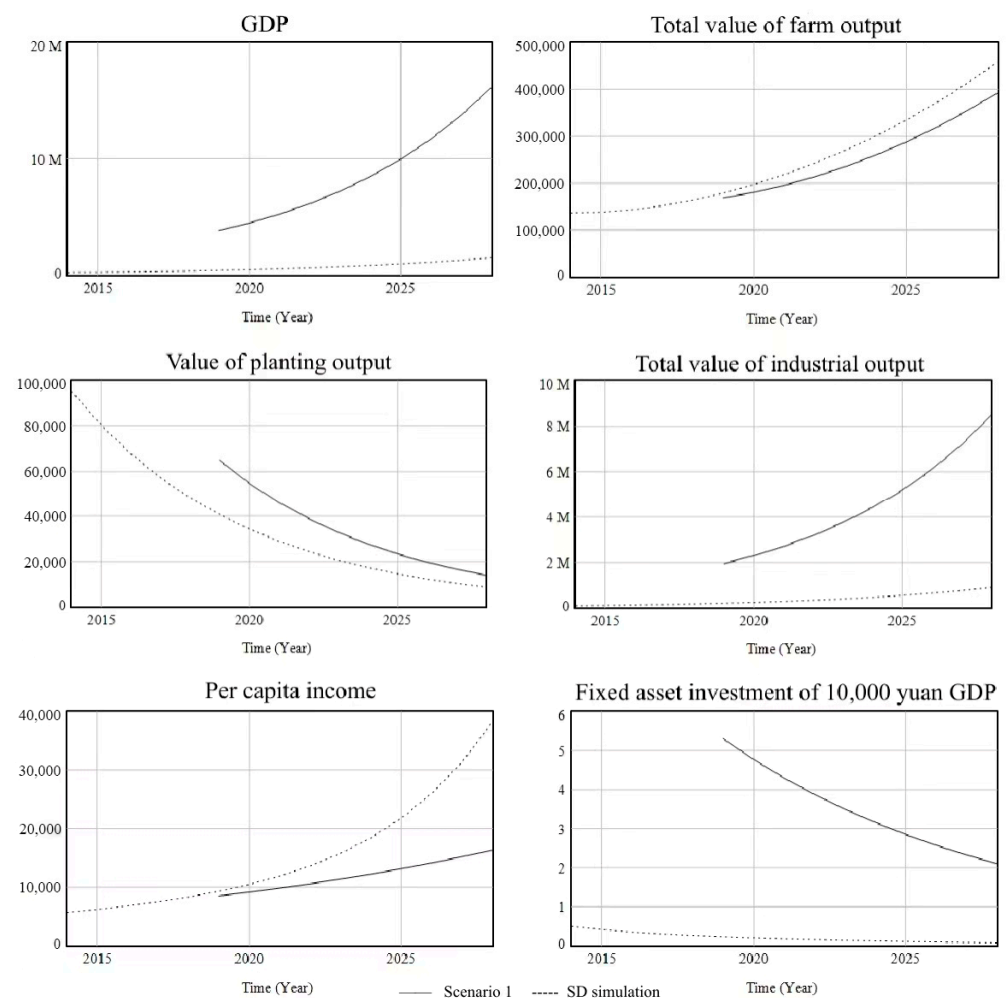 GDP
20 M
10 M
0
2015 2020 2025
Time (Year)
Total value of farm output
500,000
400,000
300,000
200,000
100,000
0
2015 2020 2025
Time (Year)
Value of planting output
100,000
80,000
60,000
40,000
20,000
0
2015 2020 2025
Time (Year)
Total value of industrial output
10 M
8 M
6 M
4 M
2 M
0
2015 2020 2025
Time (Year)
Per capita income
40,000
30,000
20,000
10,000
0
2015 2020 2025
Time (Year)
Fixed asset investment of 10,000 yuan GDP
6
5
4
3
2
1
0
2015 2020 2025
Time (Year)
Scenario 1 SD simulation